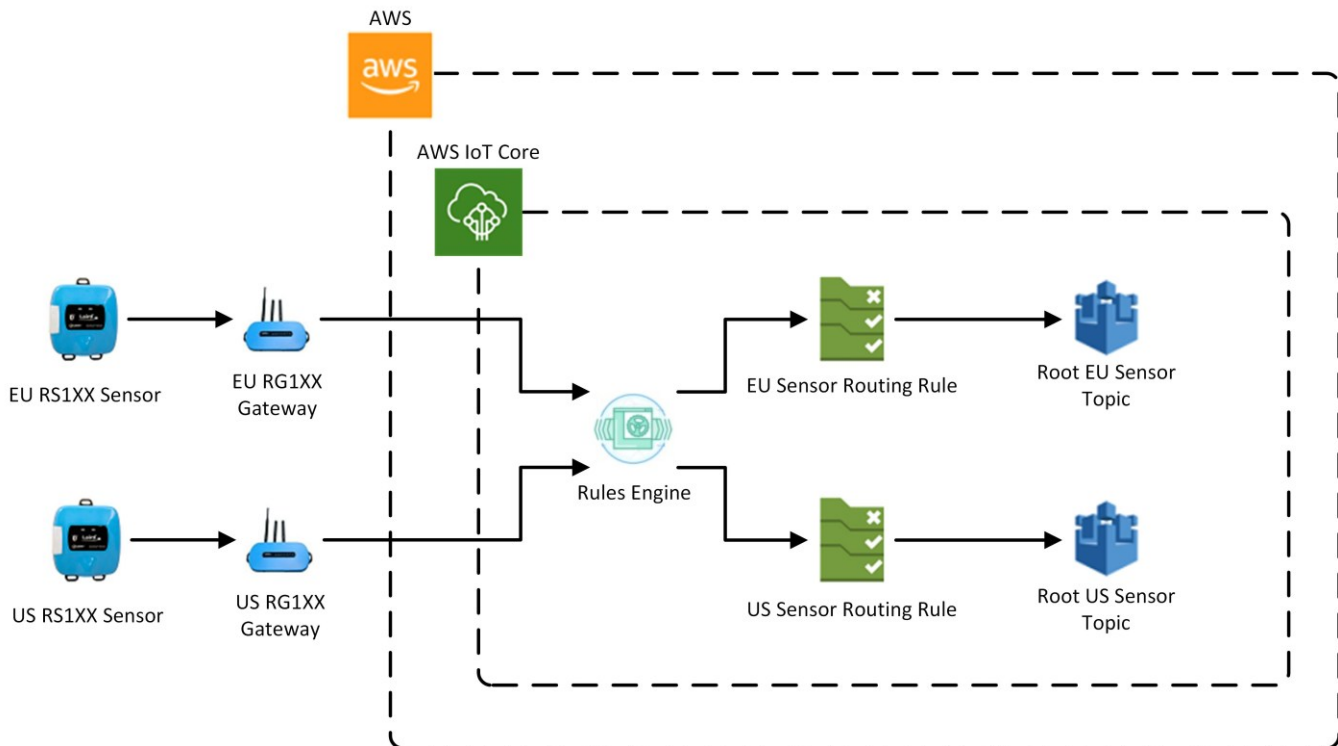 AWS
aws
AWS IoT Core
EU RS1XX Sensor
EU RG1XX
Gateway
Rules Engine
EU Sensor Routing Rule
Root EU Sensor
Topic
US RS1XX Sensor
US RG1XX
Gateway
US Sensor Routing Rule
Root US Sensor
Topic